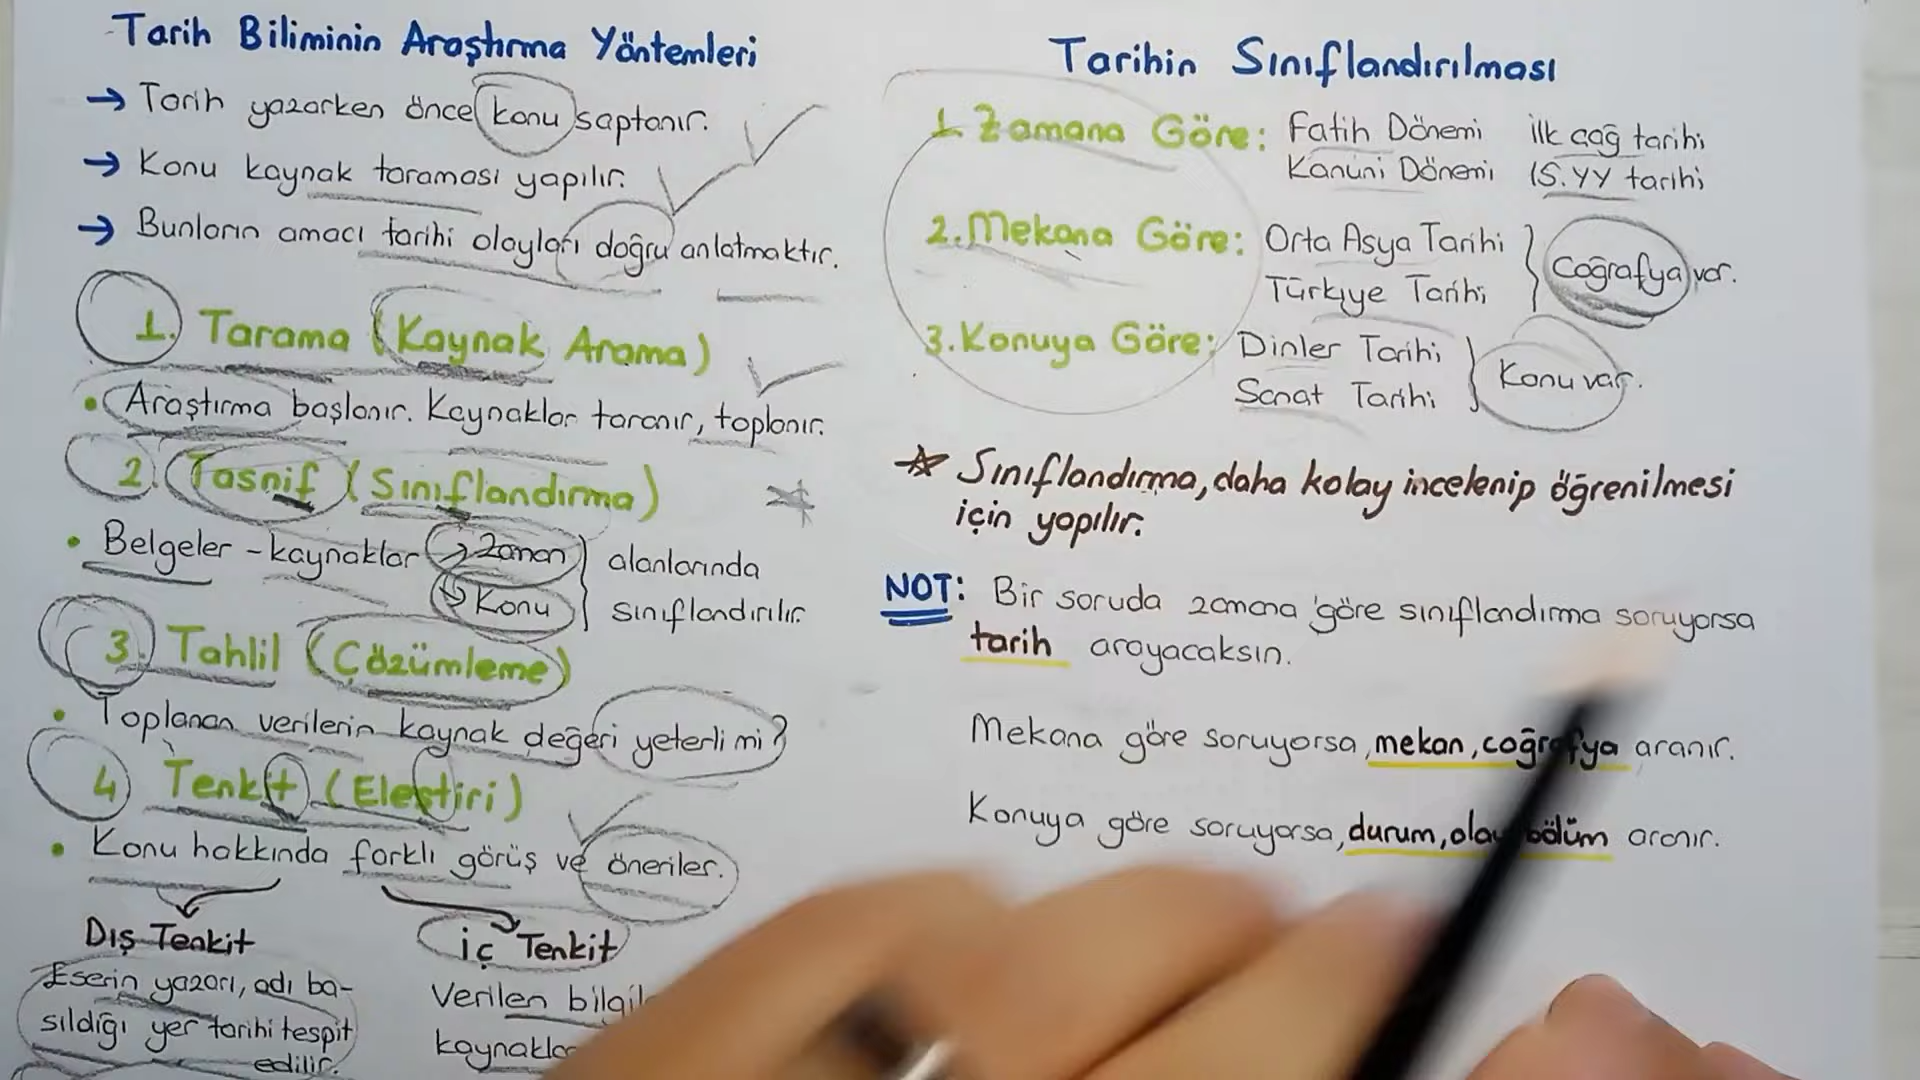 Tarih Biliminin Araştırma Yöntemleri
→ Tarih yazarken önce konu saptanır.
→ Konu kaynak taraması yapılır.
→ Bunların amacı tarihi olayları doğru anlatmaktır.
1. Tarama (Kaynak Arama)
• Araştırma başlanır. Kaynaklar taranır, toplanır.
2. Tasnif (Sınıflandırma)
• Belgeler - kaynaklar → Zaman } alanlarında
↳ Konu } sınıflandırılır.
3. Tahlil (Çözümleme)
• Toplanan verilerin kaynak değeri yeterli mi?
4 Tenkit (Eleştiri)
• Konu hakkında farklı görüş ve öneriler.
Dış Tenkit
Eserin yazarı, adı ba-
sıldığı yer tarihi tespit
edilir.
İç Tenkit
Verilen
Tarihin Sınıflandırılması
1. Zamana Göre: Fatih Dönemi İlk çağ tarihi
Kanuni Dönemi 15.YY tarihi
2. Mekana Göre: Orta Asya Tarihi } Coğrafya var.
Türkiye Tarihi
3. Konuya Göre: Dinler Tarihi } Konu var.
Sanat Tarihi
☆ Sınıflandırma, daha kolay incelenip öğrenilmesi
için yapılır.
NOT: Bir soruda zamana göre sınıflandırma soruyorsa
tarih arayacaksın.
Mekana göre soruyorsa, mekan, coğrafya aranır.
Konuya göre soruyorsa, durum, olay bölüm aranır.